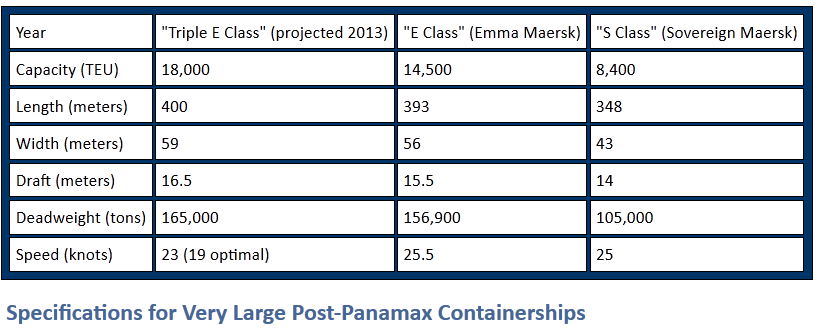 Year "Triple E Class" (projected 2013) "E Class" (Emma Maersk) "S Class" (Sovereign Maersk)
Capacity (TEU) 18,000 14,500 8,400
Length (meters) 400 393 348
Width (meters) 59 56 43
Draft (meters) 16.5 15.5 14
Deadweight (tons) 165,000 156,900 105,000
Speed (knots) 23 (19 optimal) 25.5 25
Specifications for Very Large Post-Panamax Containerships